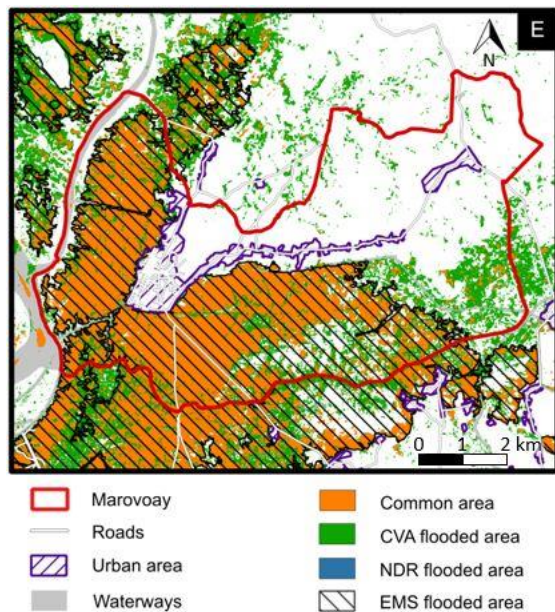 E
N
0 1 2 km
Marovoay
Roads
Urban area
Waterways
Common area
CVA flooded area
NDR flooded area
EMS flooded area